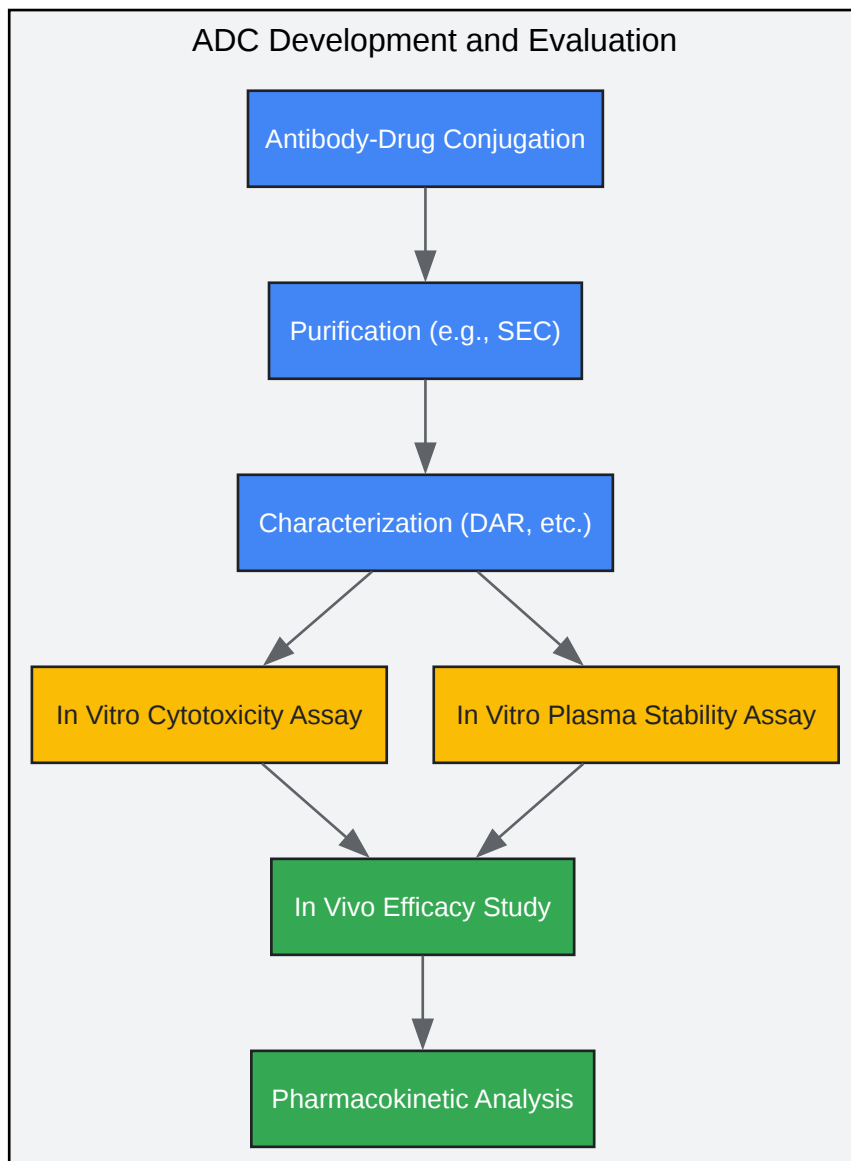 ADC Development and Evaluation
Antibody-Drug Conjugation
Purification (e.g., SEC)
Characterization (DAR, etc.)
In Vitro Cytotoxicity Assay
In Vitro Plasma Stability Assay
In Vivo Efficacy Study
Pharmacokinetic Analysis